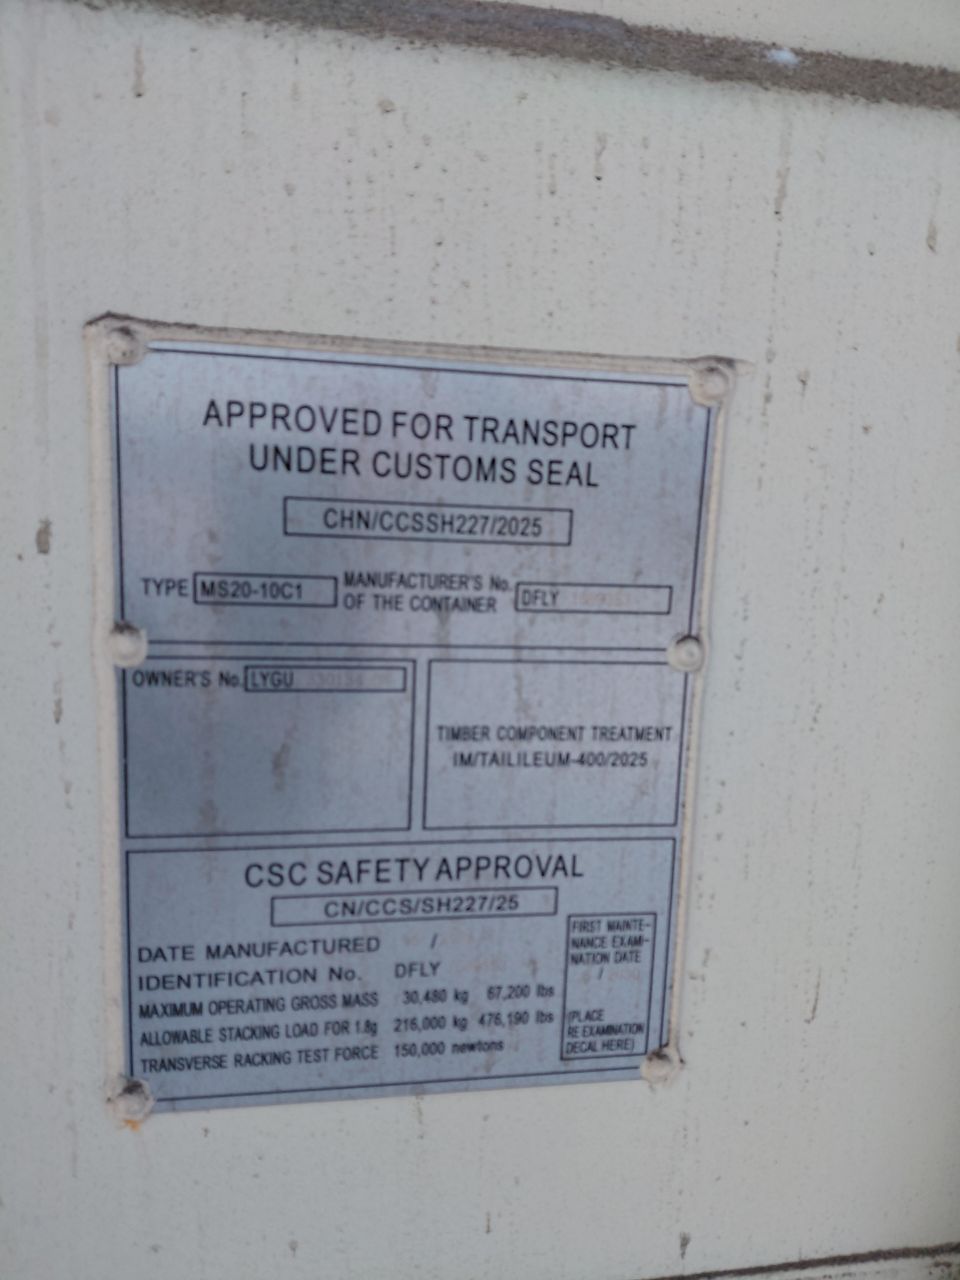 APPROVED FOR TRANSPORT
UNDER CUSTOMS SEAL
CHN/CCSSH227/2025
TYPE MS20-10C1 MANUFACTURER'S No. OF THE CONTAINER DFLY
OWNER'S No. LYGU
TIMBER COMPONENT TREATMENT
IM/TAILILEUM-400/2025
CSC SAFETY APPROVAL
CN/CCS/SH227/25
DATE MANUFACTURED /
IDENTIFICATION No. DFLY
MAXIMUM OPERATING GROSS MASS 30,480 kg 67,200 lbs
ALLOWABLE STACKING LOAD FOR 1.8g 216,000 kg 476,190 lbs
TRANSVERSE RACKING TEST FORCE 150,000 newtons
FIRST MAINTE-
NANCE EXAM-
NATION DATE
/
(PLACE
RE EXAMINATION
DECAL HERE)